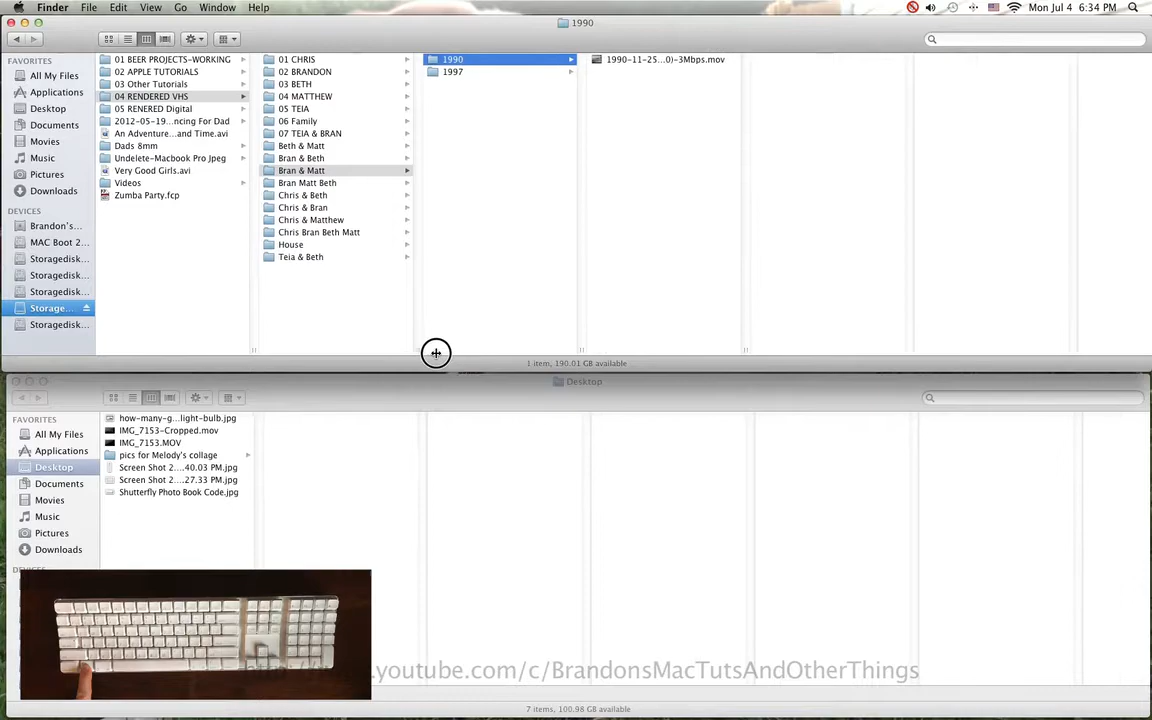 Finder File Edit View Go Window Help Mon Jul 4 6:34 PM
1990
FAVORITES
All My Files
Applications
Desktop
Documents
Movies
Music
Pictures
Downloads
DEVICES
Brandon's...
MAC Boot 2...
Storagedisk...
Storagedisk...
Storagedisk...
Storage...
Storagedisk...
01 BEER PROJECTS-WORKING
02 APPLE TUTORIALS
03 Other Tutorials
04 RENDERED VHS
05 RENERED Digital
2012-05-19...ncing For Dad
An Adventure...and Time.avi
Dads 8mm
Undelete-Macbook Pro Jpeg
Very Good Girls.avi
Videos
Zumba Party.fcp
01 CHRIS
02 BRANDON
03 BETH
04 MATTHEW
05 TEIA
06 Family
07 TEIA & BRAN
Beth & Matt
Bran & Beth
Bran & Matt
Bran Matt Beth
Chris & Beth
Chris & Bran
Chris & Matthew
Chris Bran Beth Matt
House
Teia & Beth
1990
1997
1990-11-25...0)-3Mbps.mov
1 item, 190.01 GB available
Desktop
FAVORITES
All My Files
Applications
Desktop
Documents
Movies
Music
Pictures
Downloads
how-many-g...light-bulb.jpg
IMG_7153-Cropped.mov
IMG_7153.MOV
pics for Melody's collage
Screen Shot 2....40.03 PM.jpg
Screen Shot 2....27.33 PM.jpg
Shutterfly Photo Book Code.jpg
.youtube.com/c/BrandonsMacTutsAndOtherThings
7 items, 100.98 GB available